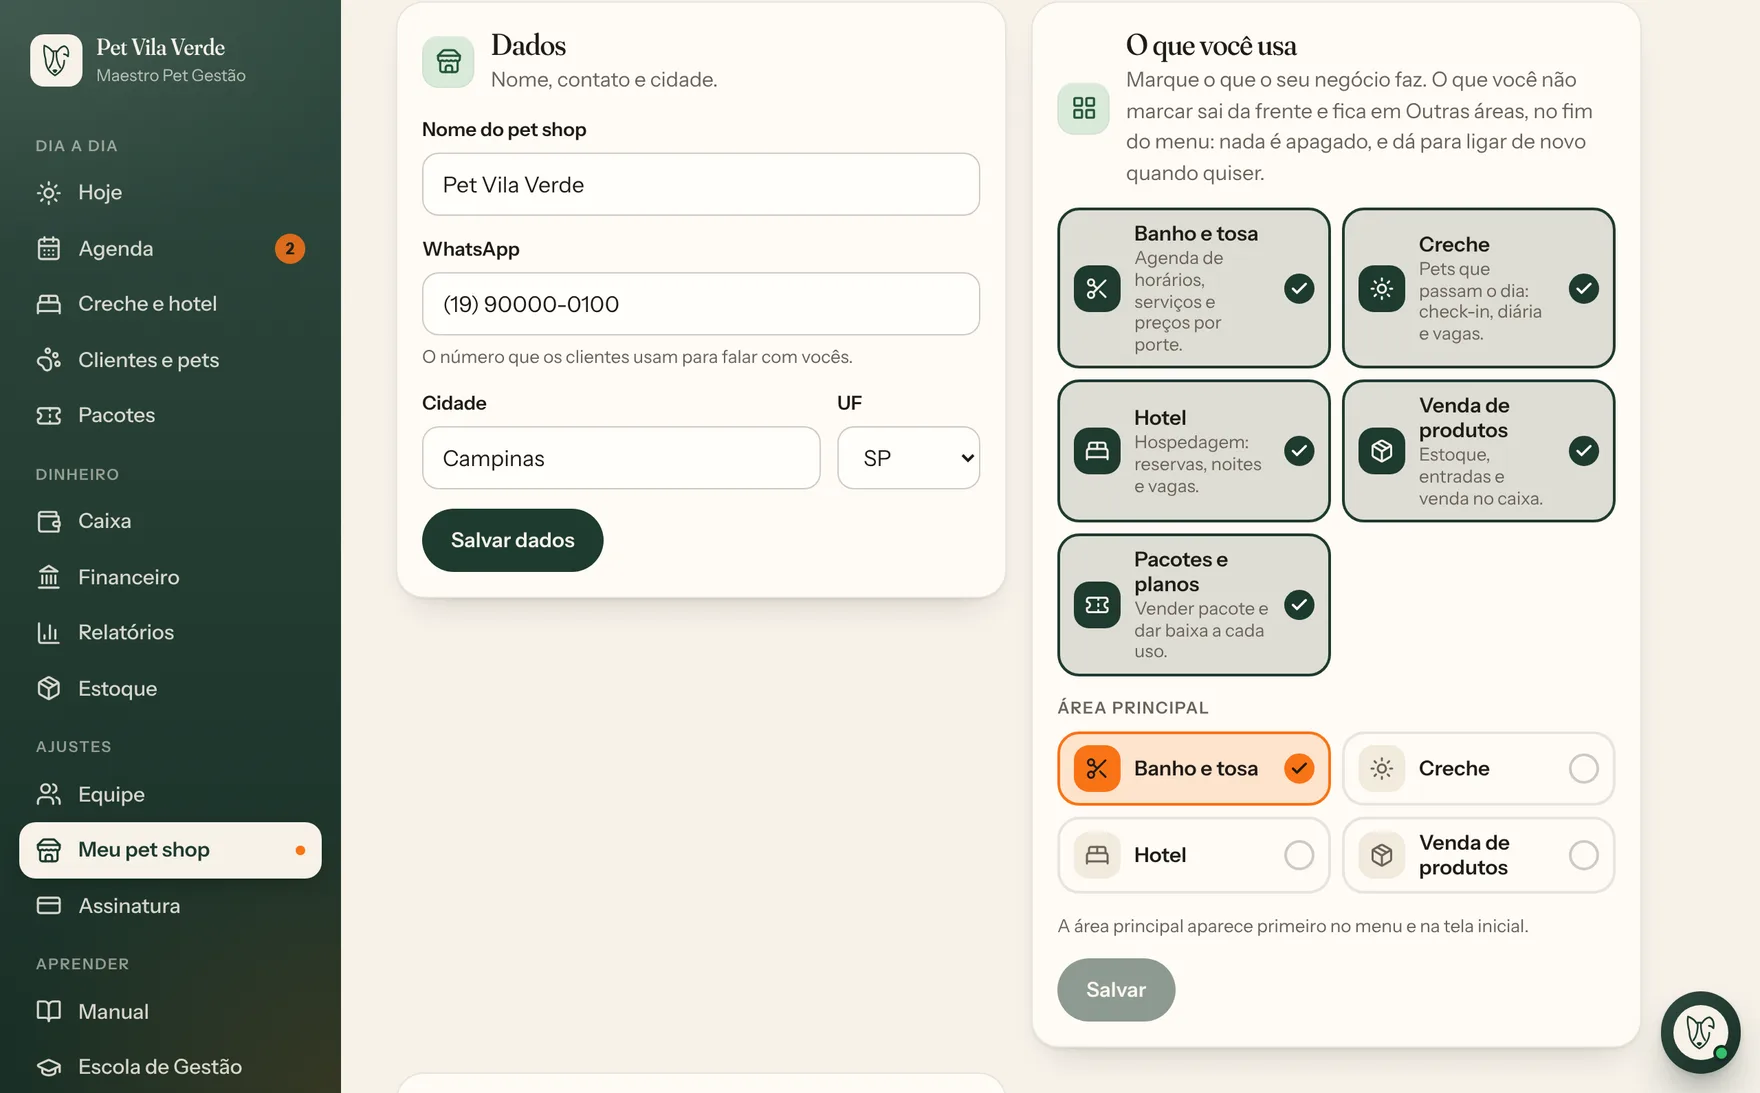 Pet Vila Verde
Maestro Pet Gestão
DIA A DIA
Hoje
Agenda
2
Creche e hotel
Clientes e pets
Pacotes
DINHEIRO
Caixa
Financeiro
Relatórios
Estoque
AJUSTES
Equipe
Meu pet shop
Assinatura
APRENDER
Manual
Escola de Gestão
Dados
Nome, contato e cidade.
Nome do pet shop
Pet Vila Verde
WhatsApp
(19) 90000-0100
O número que os clientes usam para falar com vocês.
Cidade
UF
Campinas
SP
Salvar dados
O que você usa
Marque o que o seu negócio faz. O que você não
marcar sai da frente e fica em Outras áreas, no fim
do menu: nada é apagado, e dá para ligar de novo
quando quiser.
Banho e tosa
Agenda de
horários,
serviços e
preços por
porte.
Creche
Pets que
passam o dia:
check-in, diária
e vagas.
Hotel
Hospedagem:
reservas, noites
e vagas.
Venda de
produtos
Estoque,
entradas e
venda no caixa.
Pacotes e
planos
Vender pacote e
dar baixa a cada
uso.
ÁREA PRINCIPAL
Banho e tosa
Creche
Hotel
Venda de
produtos
A área principal aparece primeiro no menu e na tela inicial.
Salvar